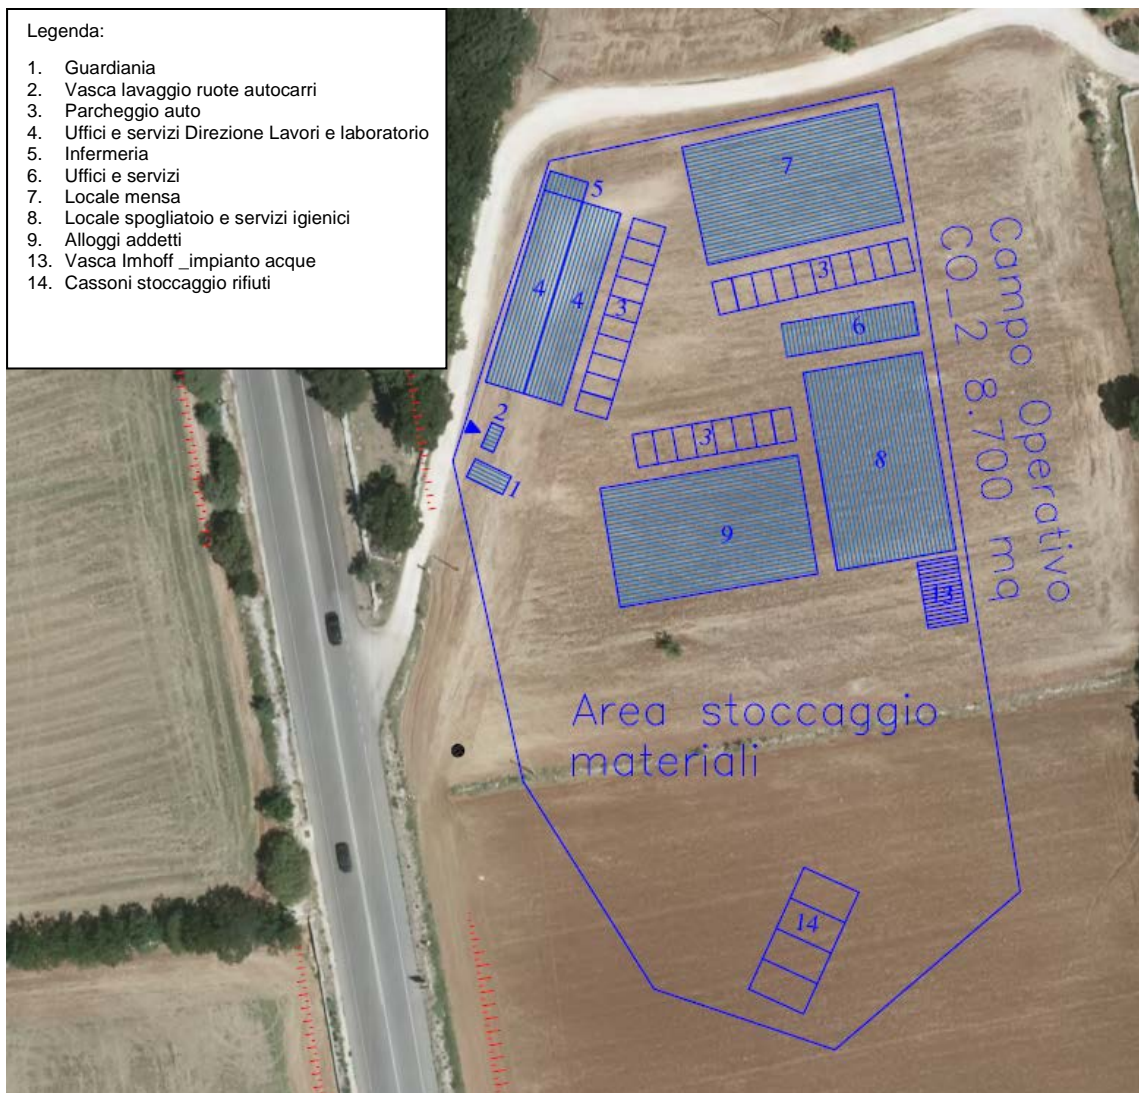 Legenda:
1. Guardiania
2. Vasca lavaggio ruote autocarri
3. Parcheggio auto
4. Uffici e servizi Direzione Lavori e laboratorio
5. Infermeria
6. Uffici e servizi
7. Locale mensa
8. Locale spogliatoio e servizi igienici
9. Alloggi addetti
13. Vasca Imhoff _impianto acque
14. Cassoni stoccaggio rifiuti
7
5
3
4
4
3
6
2
3
8
1
9
13
Campo Operativo
CO_2 8.700 mq
Area stoccaggio
materiali
14